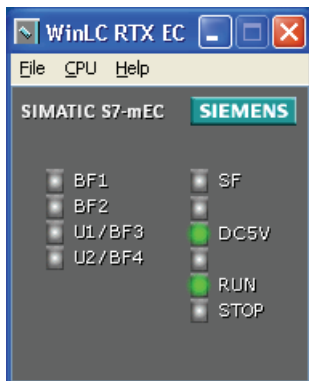 WinLC RTX EC
File CPU Help
SIMATIC S7-mEC SIEMENS
BF1 SF
BF2
U1/BF3 DC5V
U2/BF4
RUN
STOP